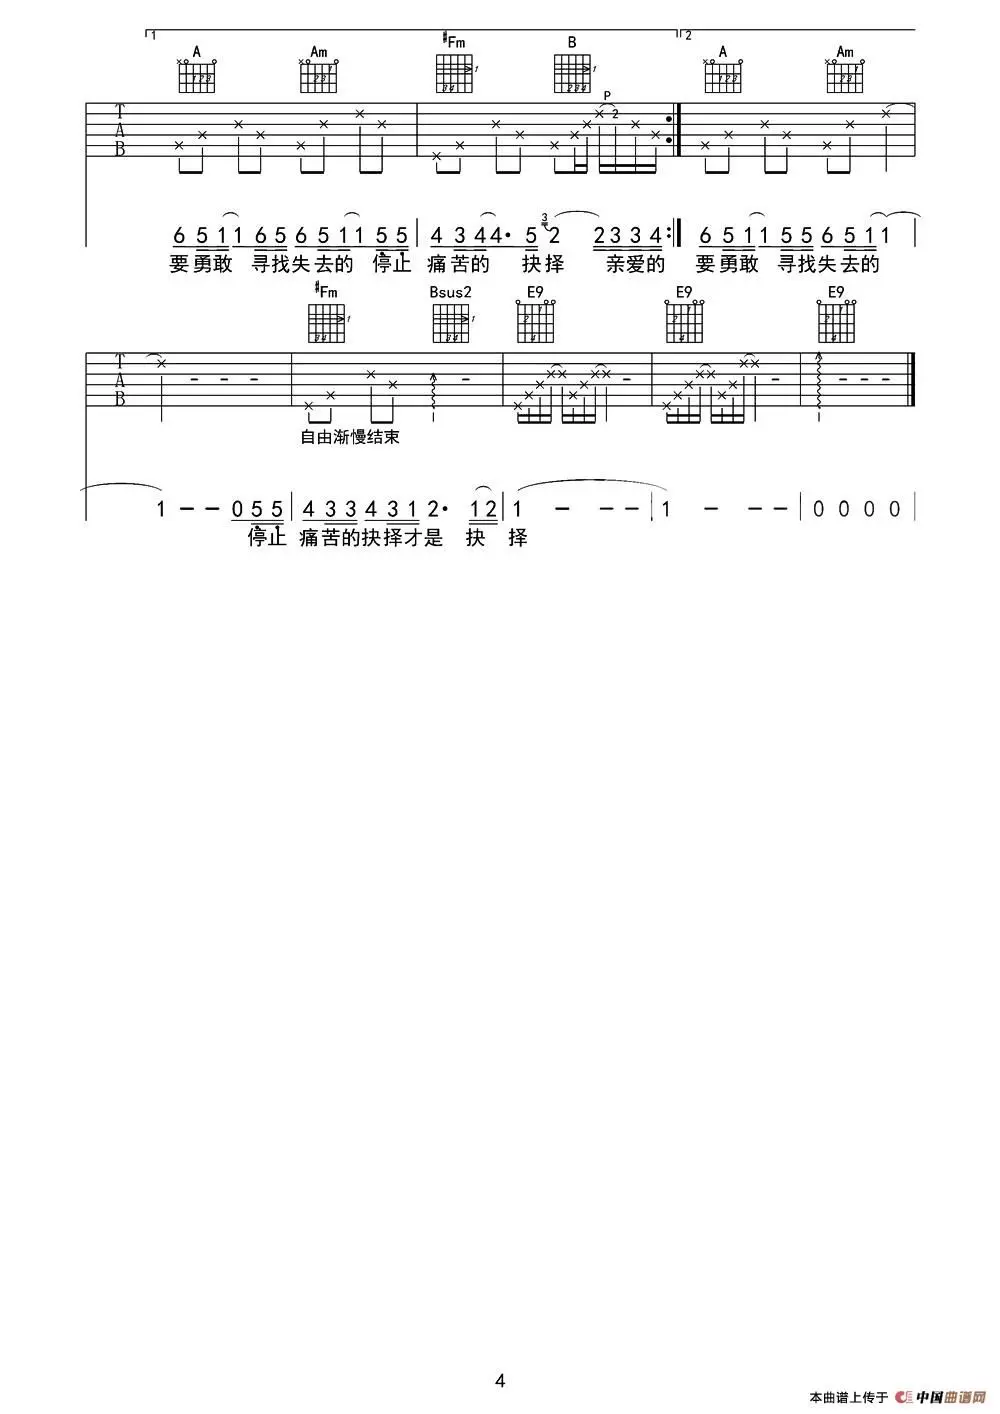 1 2
A Am #Fm B A Am
P
T A B 2
6 5 1 1 6 5 6 5 1 1 5 5 4 3 4 4· 5 3 2 2 3 3 4 6 5 1 1 5 5 6 5 1 1
要勇敢 寻找失去的 停止 痛苦的 抉择 亲爱的 要勇敢 寻找失去的
#Fm Bsus2 E9 E9 E9
T A B - - - - - - - - -
自由渐慢结束
1 - - 0 5 5 4 3 3 4 3 1 2· 1 2 1 - - - 1 - - - 0 0 0 0
停止 痛苦的抉择才是 抉 择
4
本曲谱上传于 中国曲谱网